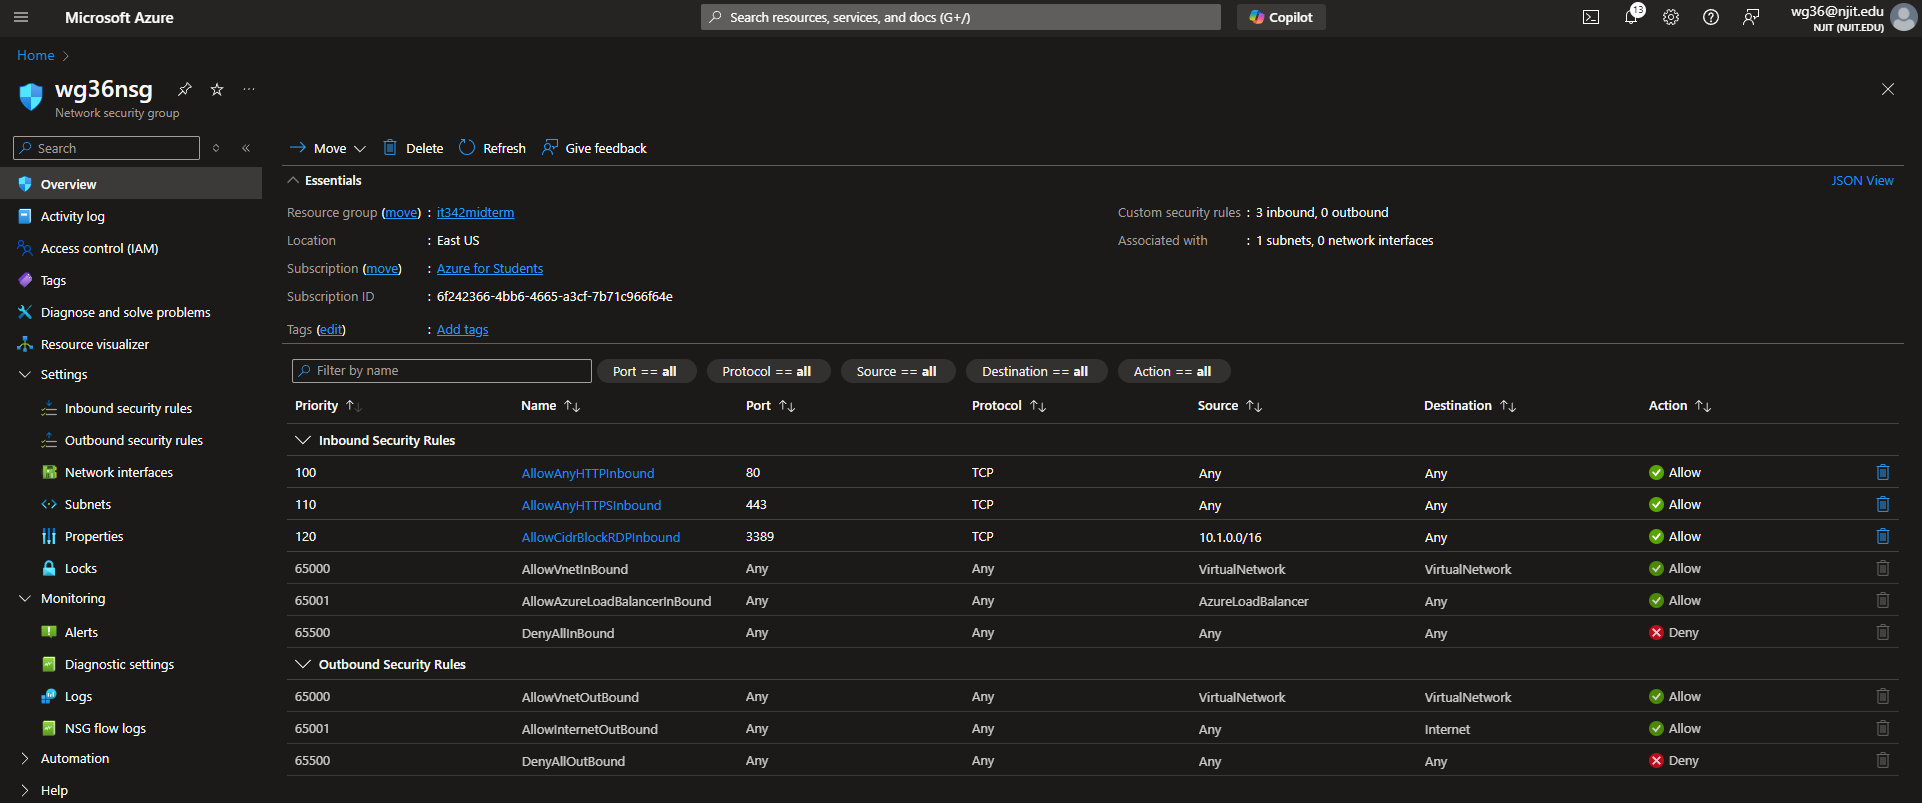 Microsoft Azure
Search resources, services, and docs (G+/)
Copilot
13
wg36@njit.edu
NJIT (NJIT.EDU)
Home
wg36nsg
Network security group
Search
Move
Delete
Refresh
Give feedback
Overview
Activity log
Access control (IAM)
Tags
Diagnose and solve problems
Resource visualizer
Settings
Inbound security rules
Outbound security rules
Network interfaces
Subnets
Properties
Locks
Monitoring
Alerts
Diagnostic settings
Logs
NSG flow logs
Automation
Help
Essentials
JSON View
Resource group (move) : it342midterm
Location : East US
Subscription (move) : Azure for Students
Subscription ID : 6f242366-4bb6-4665-a3cf-7b71c966f64e
Tags (edit) : Add tags
Custom security rules : 3 inbound, 0 outbound
Associated with : 1 subnets, 0 network interfaces
Filter by name Port == all Protocol == all Source == all Destination == all Action == all
Priority Name Port Protocol Source Destination Action
Inbound Security Rules
100 AllowAnyHTTPInbound 80 TCP Any Any Allow
110 AllowAnyHTTPSInbound 443 TCP Any Any Allow
120 AllowCidrBlockRDPInbound 3389 TCP 10.1.0.0/16 Any Allow
65000 AllowVnetInBound Any Any VirtualNetwork VirtualNetwork Allow
65001 AllowAzureLoadBalancerInBound Any Any AzureLoadBalancer Any Allow
65500 DenyAllInBound Any Any Any Any Deny
Outbound Security Rules
65000 AllowVnetOutBound Any Any VirtualNetwork VirtualNetwork Allow
65001 AllowInternetOutBound Any Any Any Internet Allow
65500 DenyAllOutBound Any Any Any Any Deny